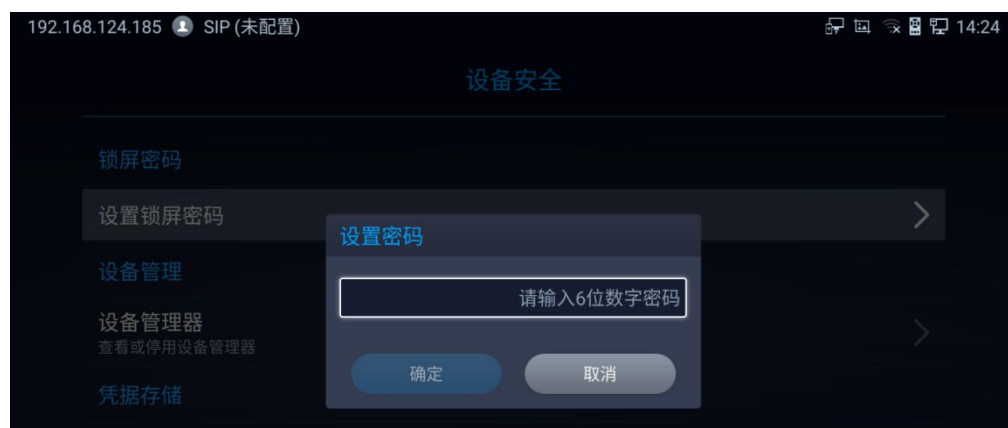 192.168.124.185 SIP (未配置) 14:24
设备安全
锁屏密码
设置锁屏密码
设置密码
设备管理
请输入6位数字密码
设备管理器
查看或停用设备管理器
确定 取消
凭据存储